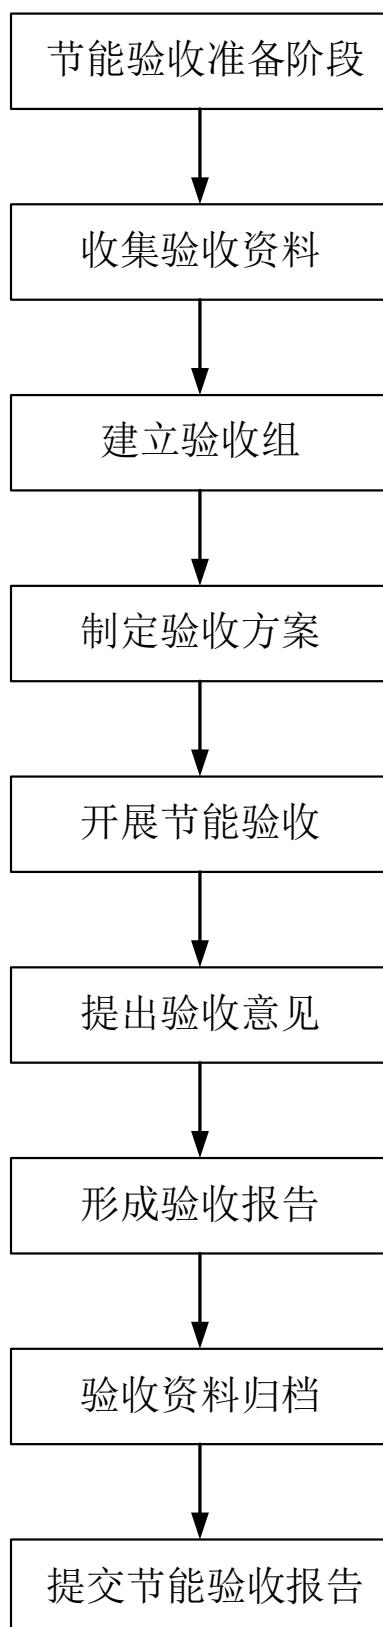 节能验收准备阶段
收集验收资料
建立验收组
制定验收方案
开展节能验收
提出验收意见
形成验收报告
验收资料归档
提交节能验收报告